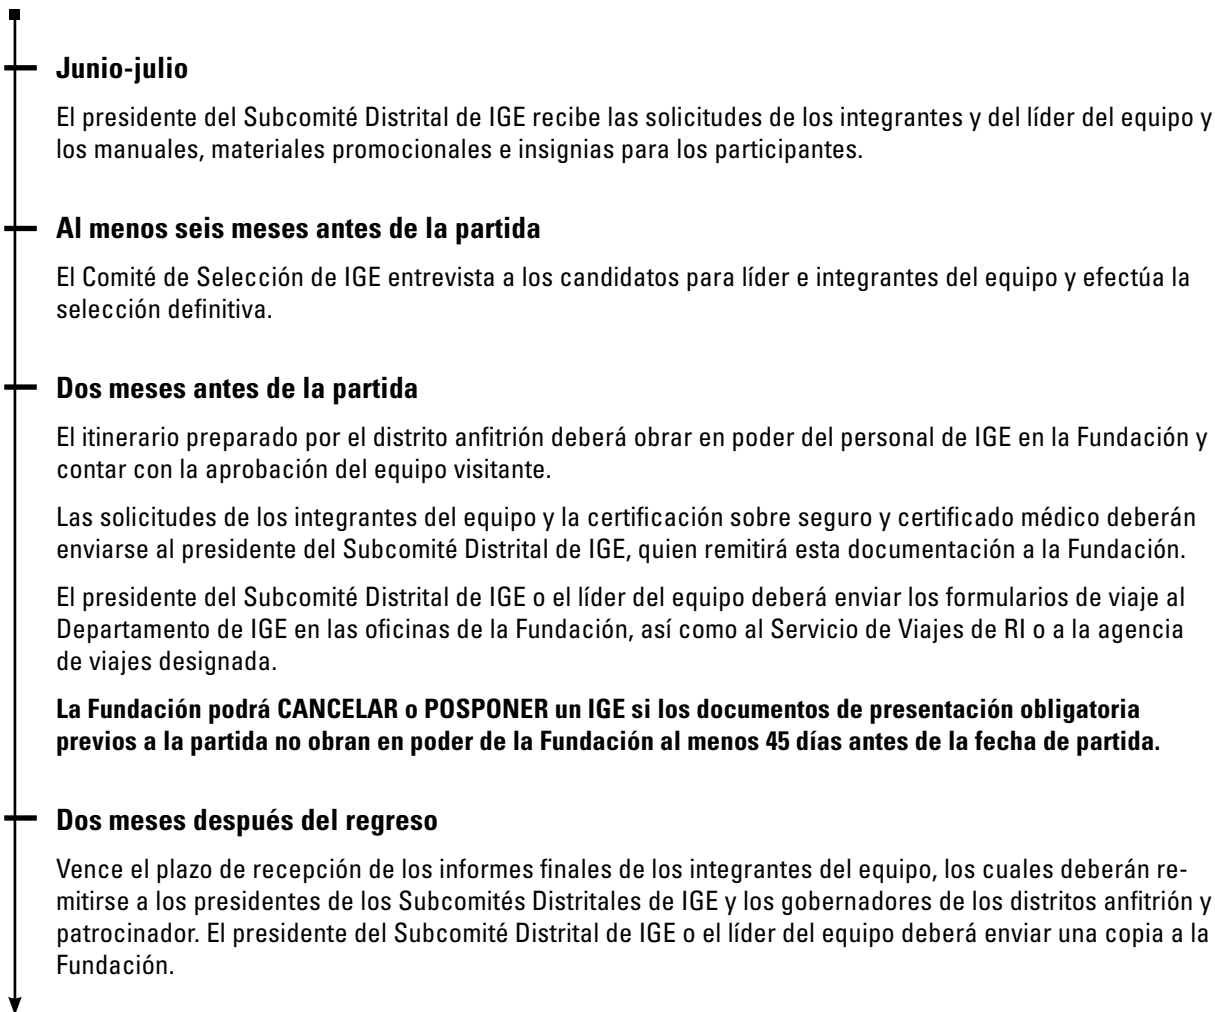 Junio-julio
El presidente del Subcomité Distrital de IGE recibe las solicitudes de los integrantes y del líder del equipo y
los manuales, materiales promocionales e insignias para los participantes.
Al menos seis meses antes de la partida
El Comité de Selección de IGE entrevista a los candidatos para líder e integrantes del equipo y efectúa la
selección definitiva.
Dos meses antes de la partida
El itinerario preparado por el distrito anfitrión deberá obrar en poder del personal de IGE en la Fundación y
contar con la aprobación del equipo visitante.
Las solicitudes de los integrantes del equipo y la certificación sobre seguro y certificado médico deberán
enviarse al presidente del Subcomité Distrital de IGE, quien remitirá esta documentación a la Fundación.
El presidente del Subcomité Distrital de IGE o el líder del equipo deberá enviar los formularios de viaje al
Departamento de IGE en las oficinas de la Fundación, así como al Servicio de Viajes de RI o a la agencia
de viajes designada.
La Fundación podrá CANCELAR o POSPONER un IGE si los documentos de presentación obligatoria
previos a la partida no obran en poder de la Fundación al menos 45 días antes de la fecha de partida.
Dos meses después del regreso
Vence el plazo de recepción de los informes finales de los integrantes del equipo, los cuales deberán re-
mitirse a los presidentes de los Subcomités Distritales de IGE y los gobernadores de los distritos anfitrión y
patrocinador. El presidente del Subcomité Distrital de IGE o el líder del equipo deberá enviar una copia a la
Fundación.